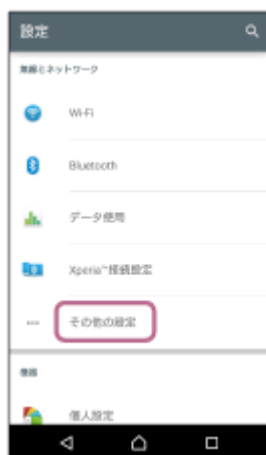 設定
無線とネットワーク
Wi-Fi
Bluetooth
データ使用
Xperia™接続設定
その他の設定
機器
個人設定